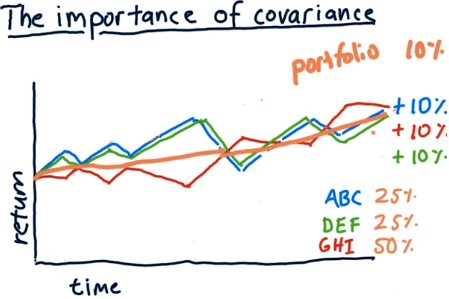 The importance of covariance
portfolio 10%
+10%
+10%
+10%
ABC 25%
DEF 25%
GHI 50%
return
time